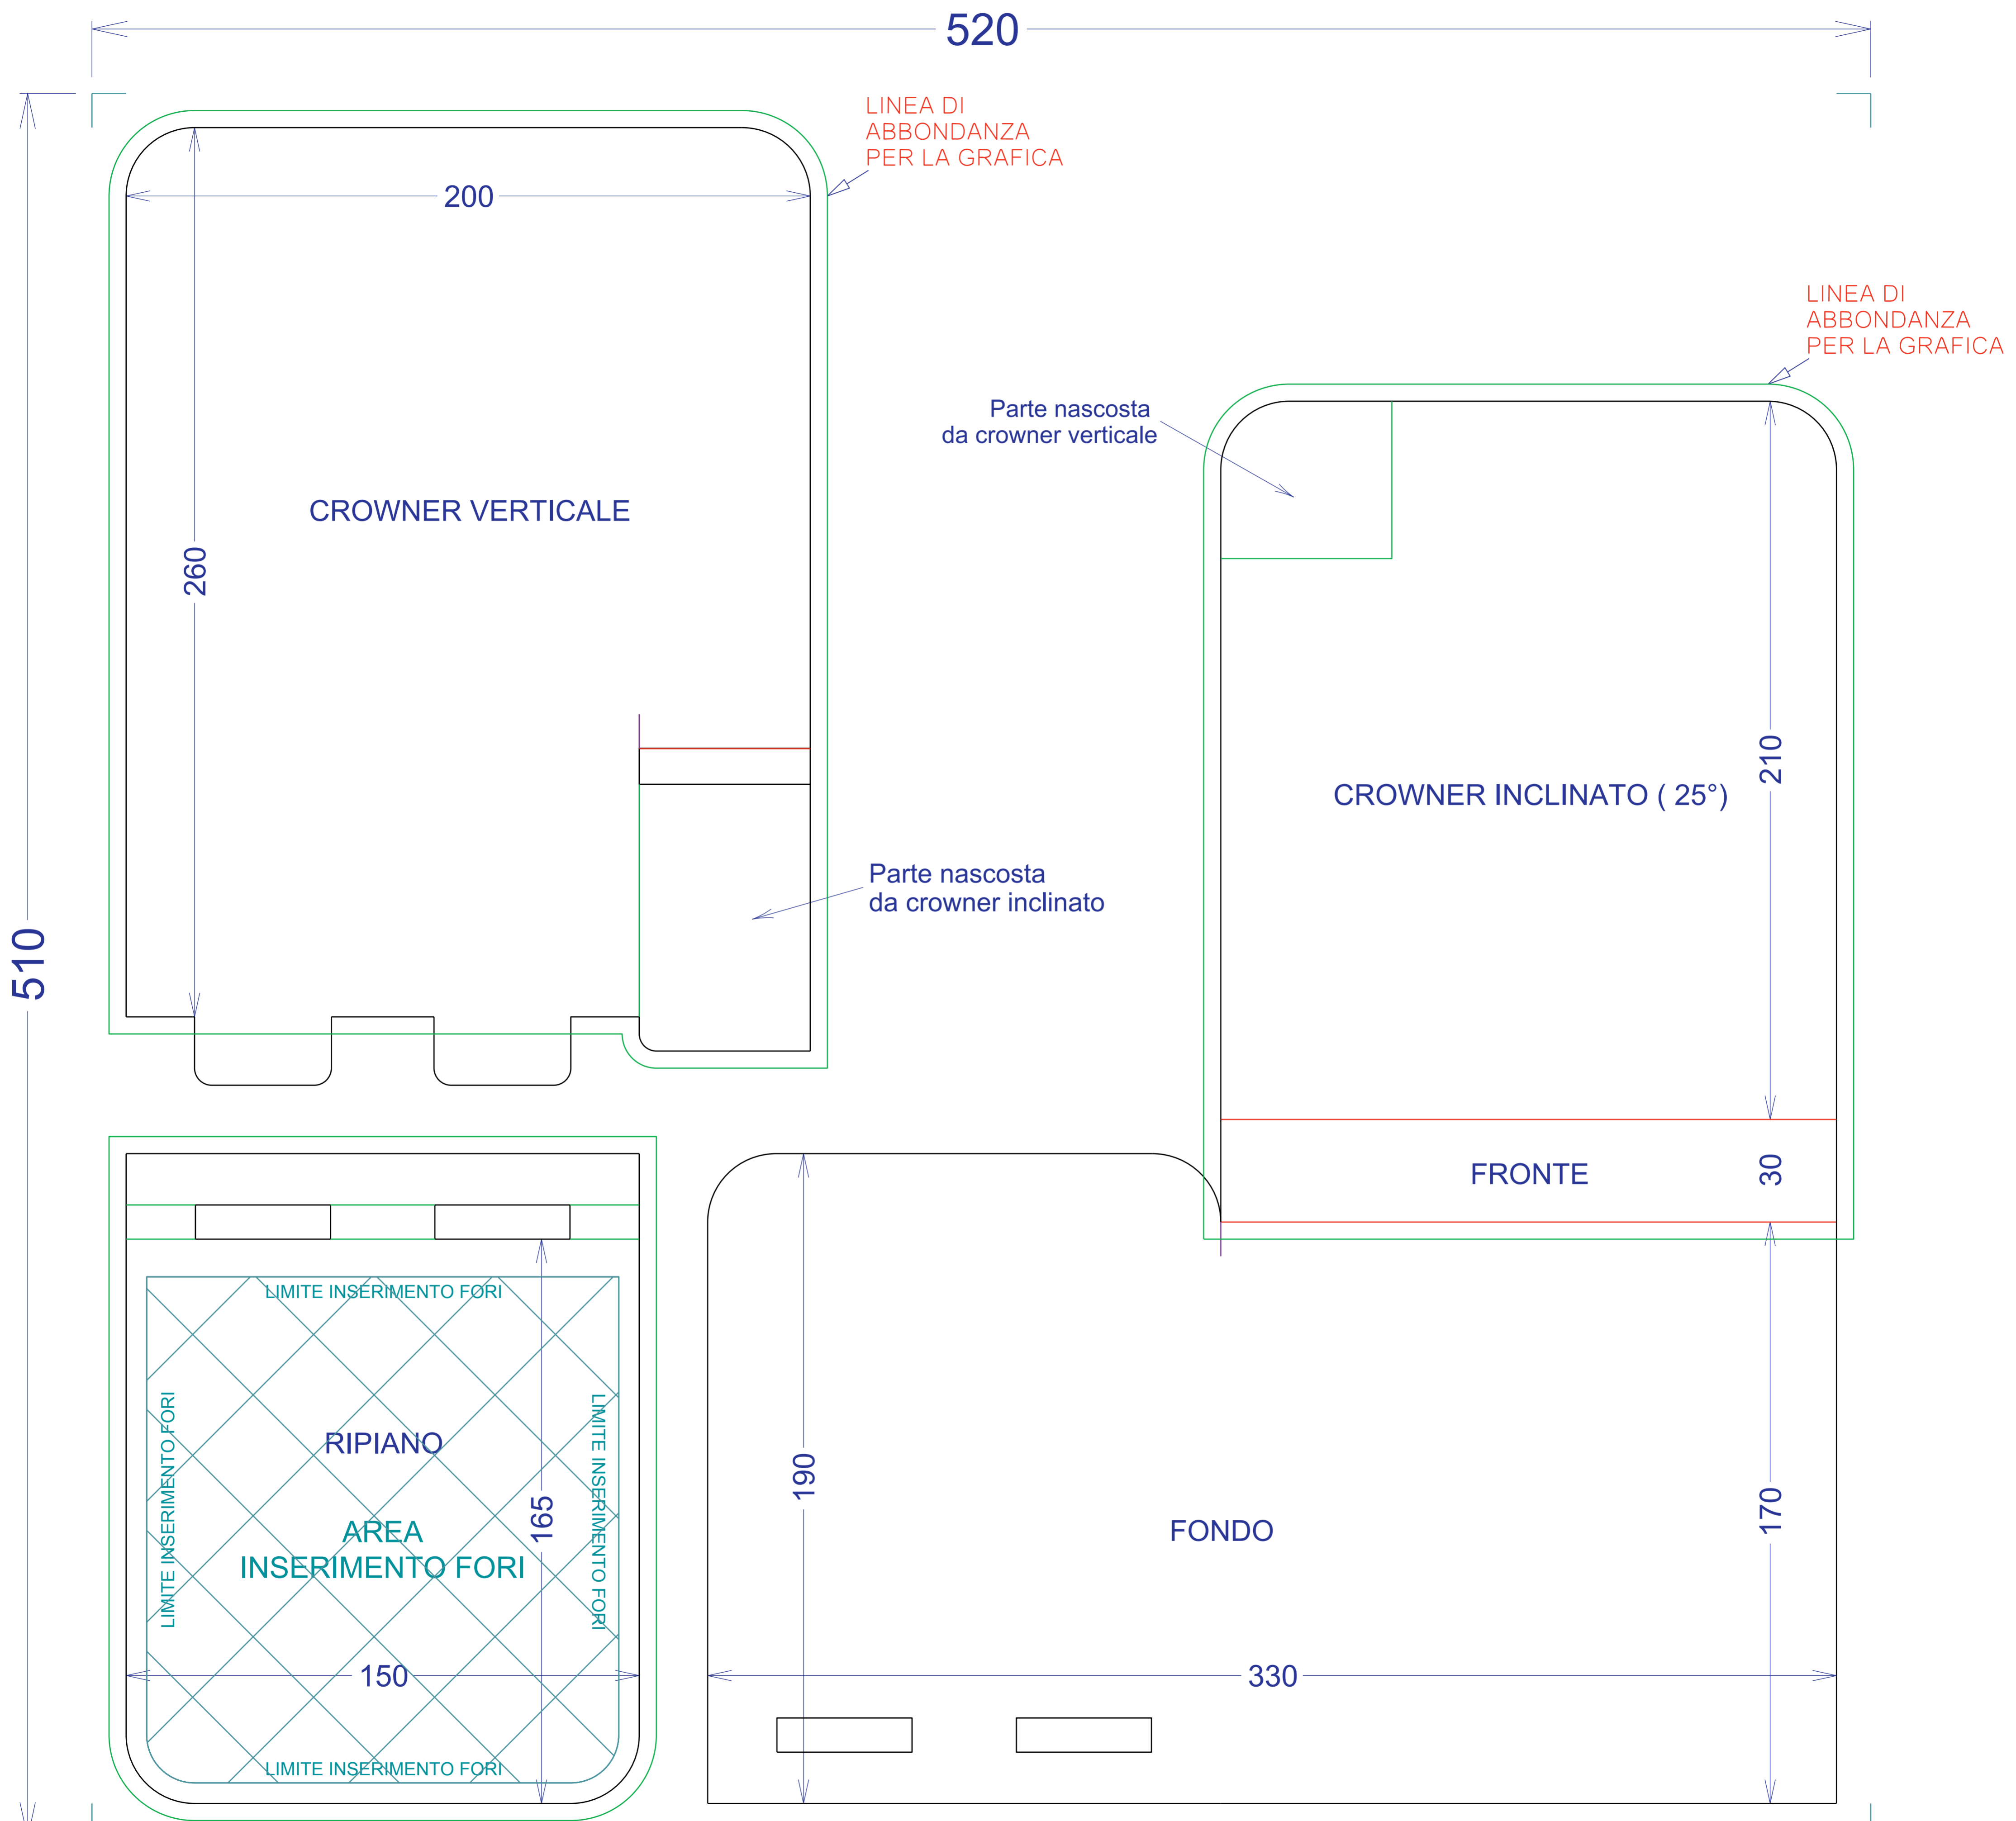 520
LINEA DI
ABBONDANZA
PER LA GRAFICA
200
LINEA DI
ABBONDANZA
PER LA GRAFICA
Parte nascosta
da crowner verticale
CROWNER VERTICALE
260
210
CROWNER INCLINATO ( 25°)
Parte nascosta
da crowner inclinato
510
FRONTE
30
LIMITE INSERIMENTO FORI
LIMITE INSERIMENTO FORI
LIMITE INSERIMENTO FORI
RIPIANO
AREA
INSERIMENTO FORI
165
190
FONDO
170
150
330
LIMITE INSERIMENTO FORI